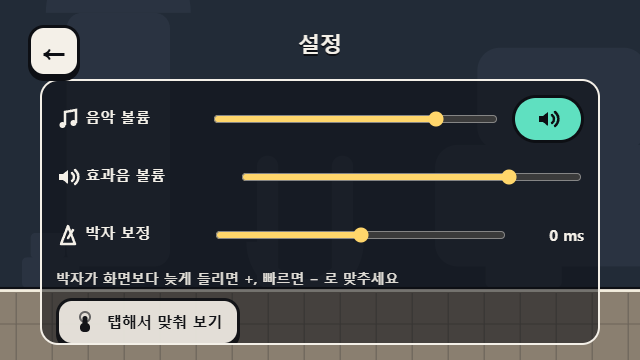 설정
음악 볼륨
효과음 볼륨
박자 보정
0 ms
박자가 화면보다 늦게 들리면 +, 빠르면 − 로 맞추세요
탭해서 맞춰 보기